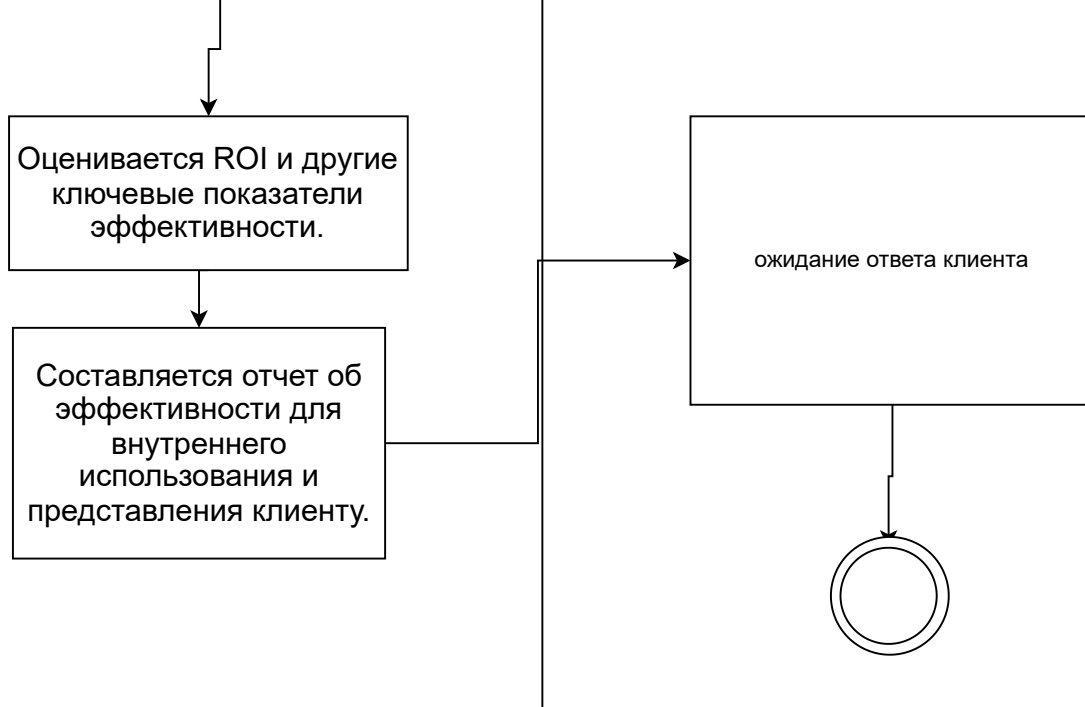 Оценивается ROI и другие
ключевые показатели
эффективности.
Составляется отчет об
эффективности для
внутреннего
использования и
представления клиенту.
ожидание ответа клиента